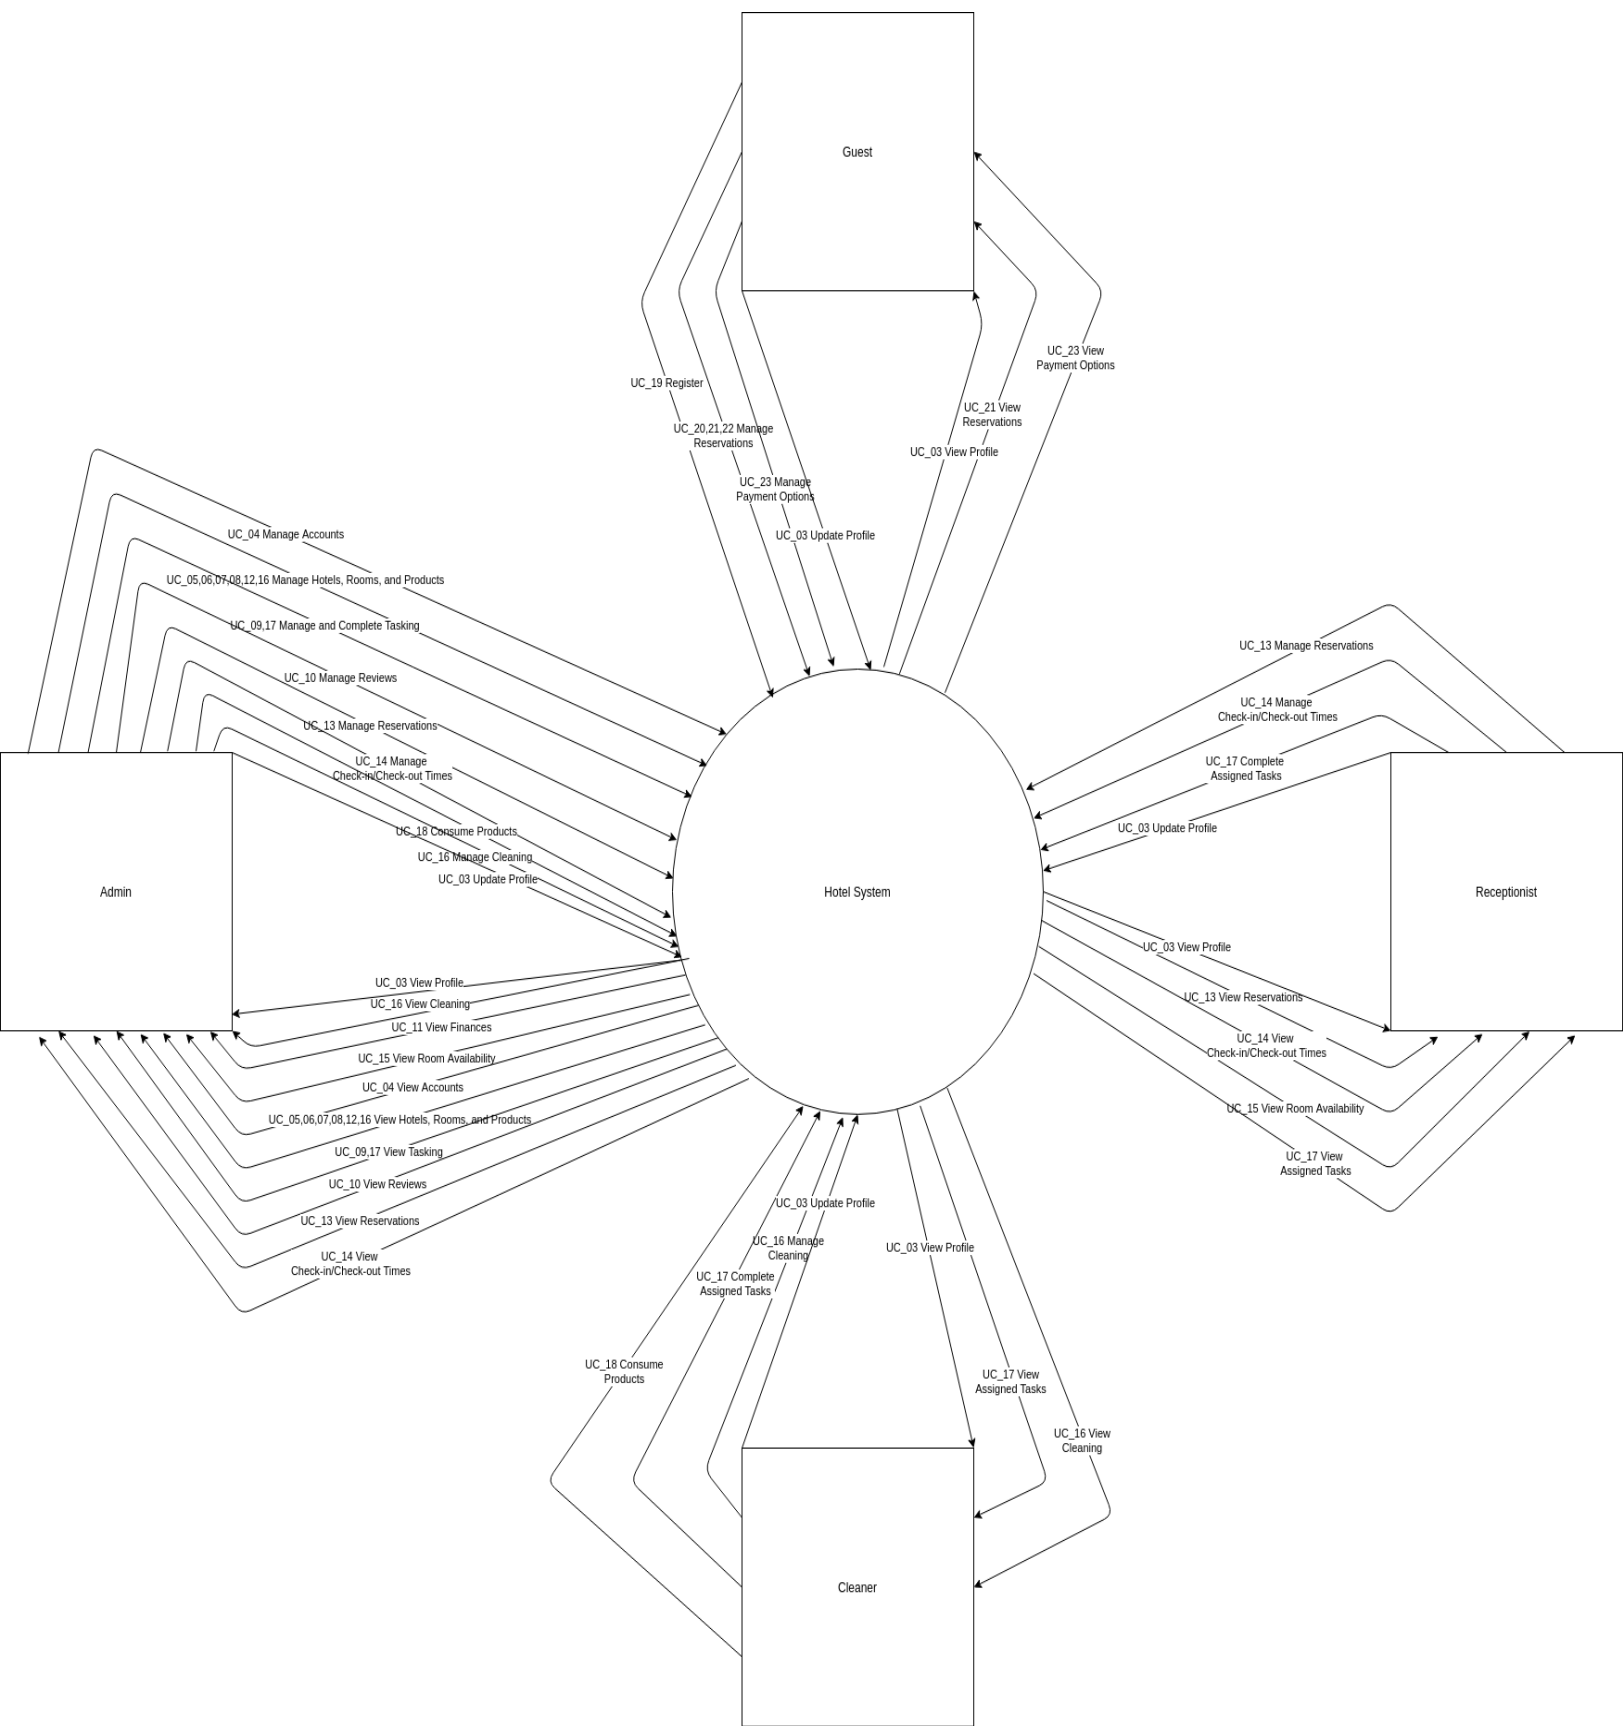 Guest
UC_23 View
Payment Options
UC_19 Register
UC_21 View
Reservations
UC_20,21,22 Manage
Reservations
UC_03 View Profile
UC_23 Manage
Payment Options
UC_03 Update Profile
UC_04 Manage Accounts
UC_05,06,07,08,12,16 Manage Hotels, Rooms, and Products
UC_09,17 Manage and Complete Tasking
UC_10 Manage Reviews
UC_13 Manage Reservations
UC_14 Manage
Check-in/Check-out Times
UC_18 Consume Products
UC_16 Manage Cleaning
UC_03 Update Profile
Admin
Hotel System
UC_13 Manage Reservations
UC_14 Manage
Check-in/Check-out Times
UC_17 Complete
Assigned Tasks
UC_03 Update Profile
Receptionist
UC_03 View Profile
UC_13 View Reservations
UC_14 View
Check-in/Check-out Times
UC_15 View Room Availability
UC_17 View
Assigned Tasks
UC_03 View Profile
UC_16 View Cleaning
UC_11 View Finances
UC_15 View Room Availability
UC_04 View Accounts
UC_05,06,07,08,12,16 View Hotels, Rooms, and Products
UC_09,17 View Tasking
UC_10 View Reviews
UC_13 View Reservations
UC_14 View
Check-in/Check-out Times
UC_03 Update Profile
UC_16 Manage
Cleaning
UC_17 Complete
Assigned Tasks
UC_18 Consume
Products
UC_03 View Profile
UC_17 View
Assigned Tasks
UC_16 View
Cleaning
Cleaner